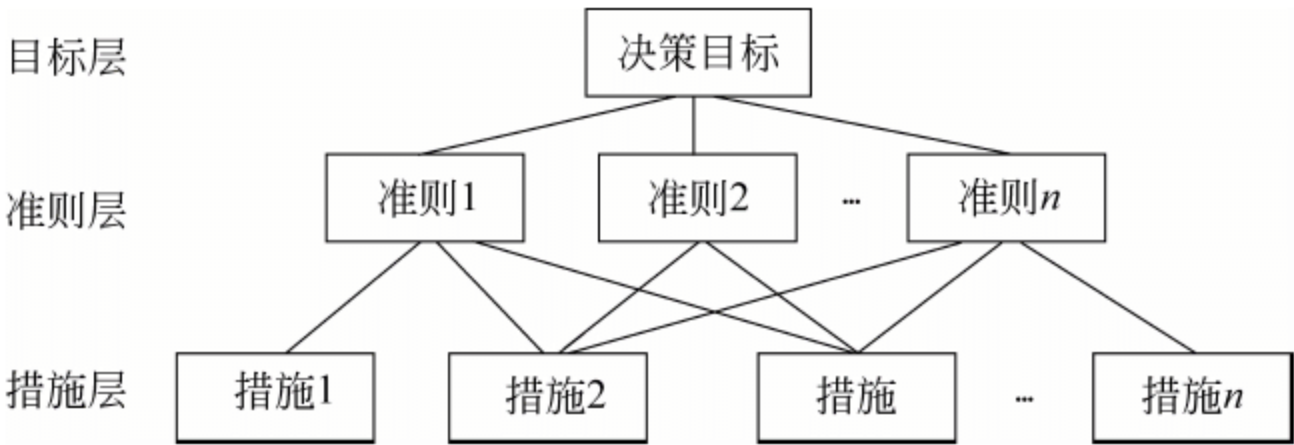 目标层 决策目标
准则层 准则1 准则2 … 准则n
措施层 措施1 措施2 措施 … 措施n